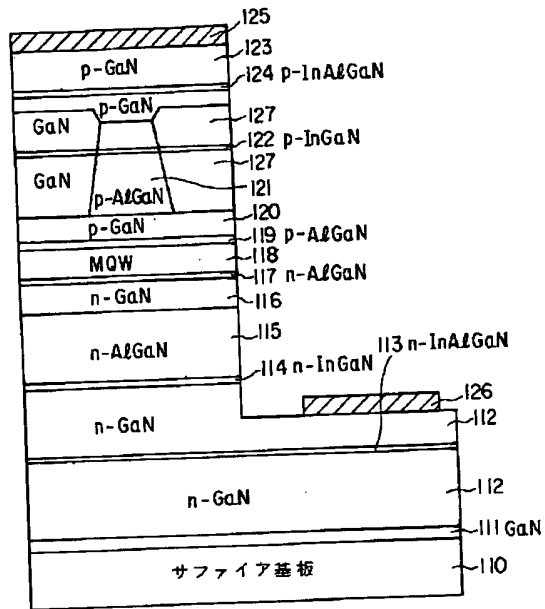 125
123
p-GaN
124 p-InAlGaN
p-GaN
127
GaN
122 p-InGaN
127
GaN
p-AlGaN
121
120
p-GaN
119 p-AlGaN
118
MQW
117 n-AlGaN
n-GaN
116
115
n-AlGaN
113 n-InAlGaN
114 n-InGaN
126
n-GaN
112
n-GaN
112
111 GaN
サファイア基板
110